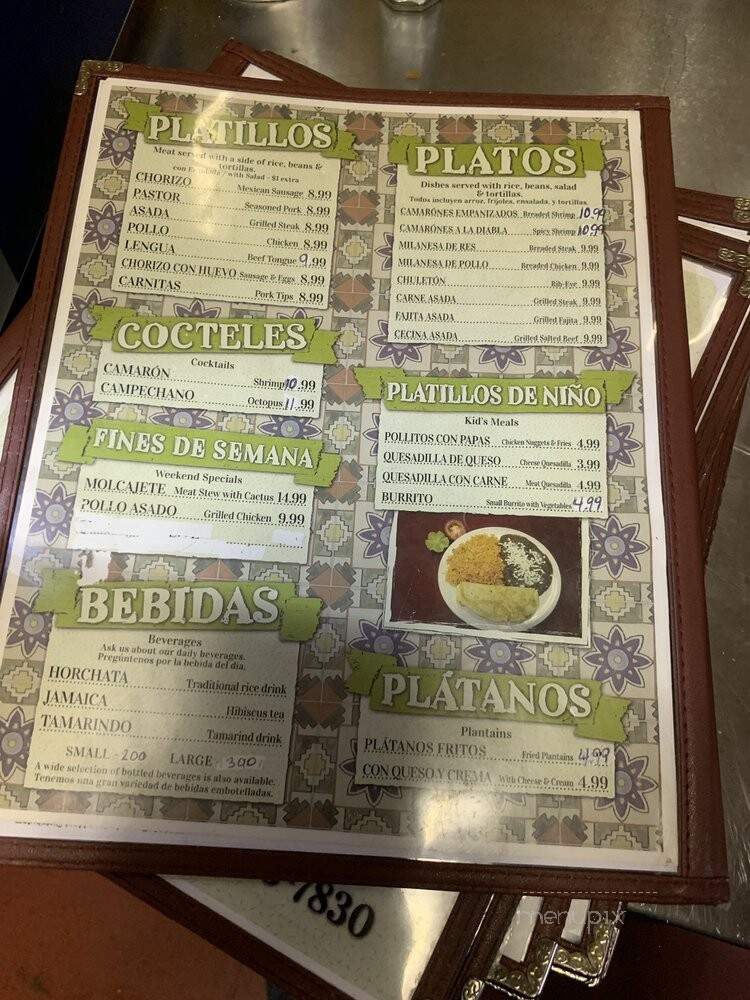 PLATILLOS
Meat served with a side of rice, beans &
tortillas.
con with Salad - $1 extra
CHORIZO Mexican Sausage 8.99
PASTOR Seasoned Pork 8.99
ASADA Grilled Steak 8.99
POLLO Chicken 8.99
LENGUA Beef Tongue 9.99
CHORIZO CON HUEVO Sausage & Eggs 8.99
CARNITAS Pork Tips 8.99
COCTELES
Cocktails
CAMARÓN Shrimp 10.99
CAMPECHANO Octopus 11.99
FINES DE SEMANA
Weekend Specials
MOLCAJETE Meat Stew with Cactus 14.99
POLLO ASADO Grilled Chicken 9.99
BEBIDAS
Beverages
Ask us about our daily beverages.
Pregúntenos por la bebida del día.
HORCHATA Traditional rice drink
JAMAICA Hibiscus tea
TAMARINDO Tamarind drink
SMALL - 200 LARGE 300
A wide selection of bottled beverages is also available.
Tenemos una gran variedad de bebidas embotelladas.
PLATOS
Dishes served with rice, beans, salad
& tortillas.
Todos incluyen arroz, frijoles, ensalada, y tortillas.
CAMARÓNES EMPANIZADOS Breaded Shrimp 10.99
CAMARÓNES A LA DIABLA Spicy Shrimp 10.99
MILANESA DE RES Breaded Steak 9.99
MILANESA DE POLLO Breaded Chicken 9.99
CHULETÓN Rib-Eye 9.99
CARNE ASADA Grilled Steak 9.99
FAJITA ASADA Grilled Fajita 9.99
CECINA ASADA Grilled Salted Beef 9.99
PLATILLOS DE NIÑO
Kid's Meals
POLLITOS CON PAPAS Chicken Nuggets & Fries 4.99
QUESADILLA DE QUESO Cheese Quesadilla 3.99
QUESADILLA CON CARNE Meat Quesadilla 4.99
BURRITO Small Burrito with Vegetables 4.99
PLÁTANOS
Plantains
PLÁTANOS FRITOS Fried Plantains 4.99
CON QUESO Y CREMA With Cheese & Cream 4.99
7830
menupix